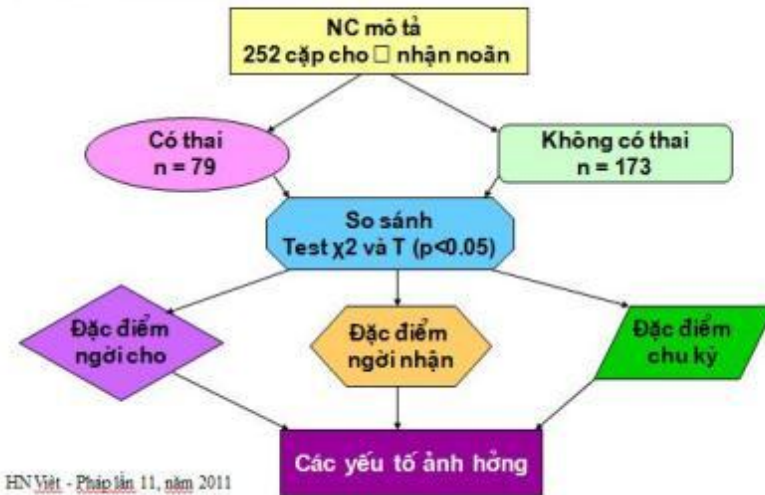 NC mô tả
252 cặp cho □ nhận noãn
Có thai
n = 79
Không có thai
n = 173
So sánh
Test χ2 và T (p<0.05)
Đặc điểm
ngời cho
Đặc điểm
ngời nhận
Đặc điểm
chu kỳ
Các yếu tố ảnh hởng
HN Việt - Pháp lần 11, năm 2011